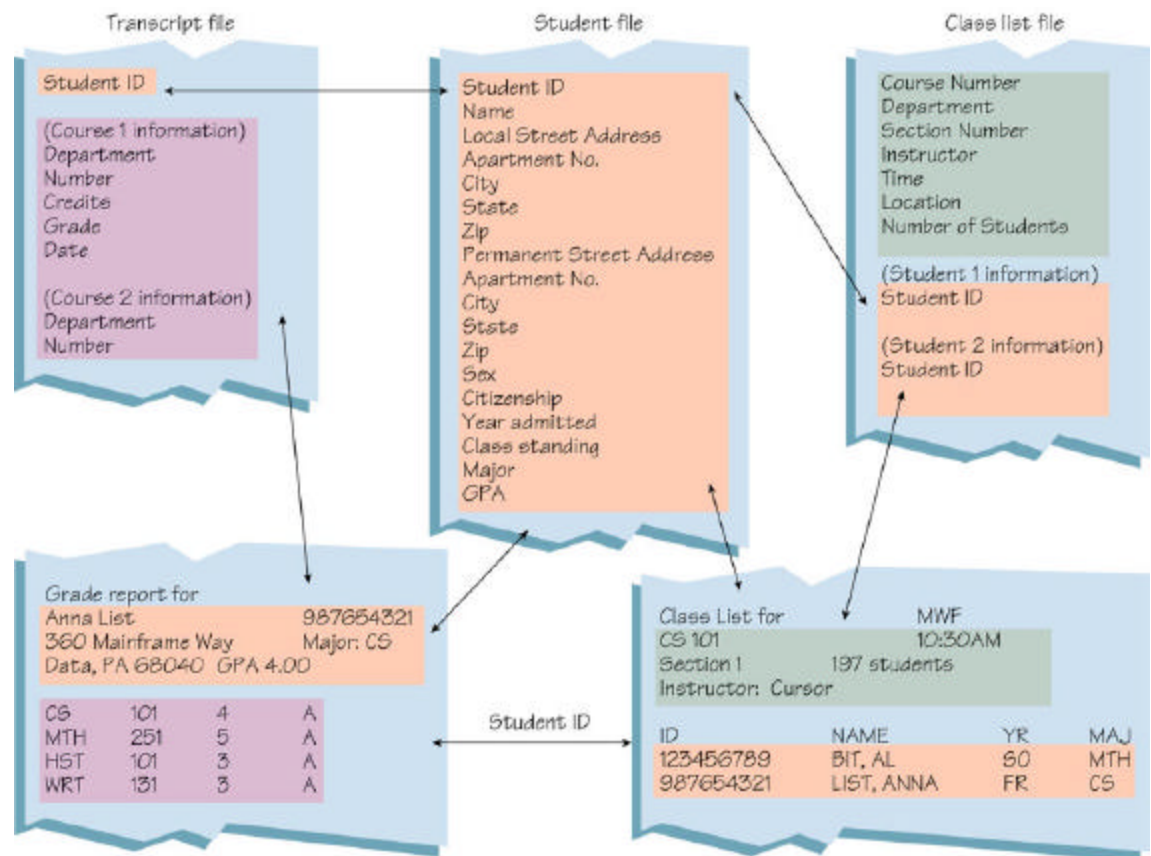 Transcript file
Student ID
(Course 1 information)
Department
Number
Credits
Grade
Date
(Course 2 information)
Department
Number
Student file
Student ID
Name
Local Street Address
Apartment No.
City
State
Zip
Permanent Street Address
Apartment No.
City
State
Zip
Sex
Citizenship
Year admitted
Class standing
Major
GPA
Class list file
Course Number
Department
Section Number
Instructor
Time
Location
Number of Students
(Student 1 information)
Student ID
(Student 2 information)
Student ID
Grade report for
Anna List 987654321
360 Mainframe Way Major: CS
Data, PA 68040 GPA 4.00
CS 101 4 A
MTH 251 5 A
HST 101 3 A
WRT 131 3 A
Student ID
Class List for MWF
CS 101 10:30AM
Section 1 197 students
Instructor: Cursor
ID NAME YR MAJ
123456789 BIT, AL SO MTH
987654321 LIST, ANNA FR CS